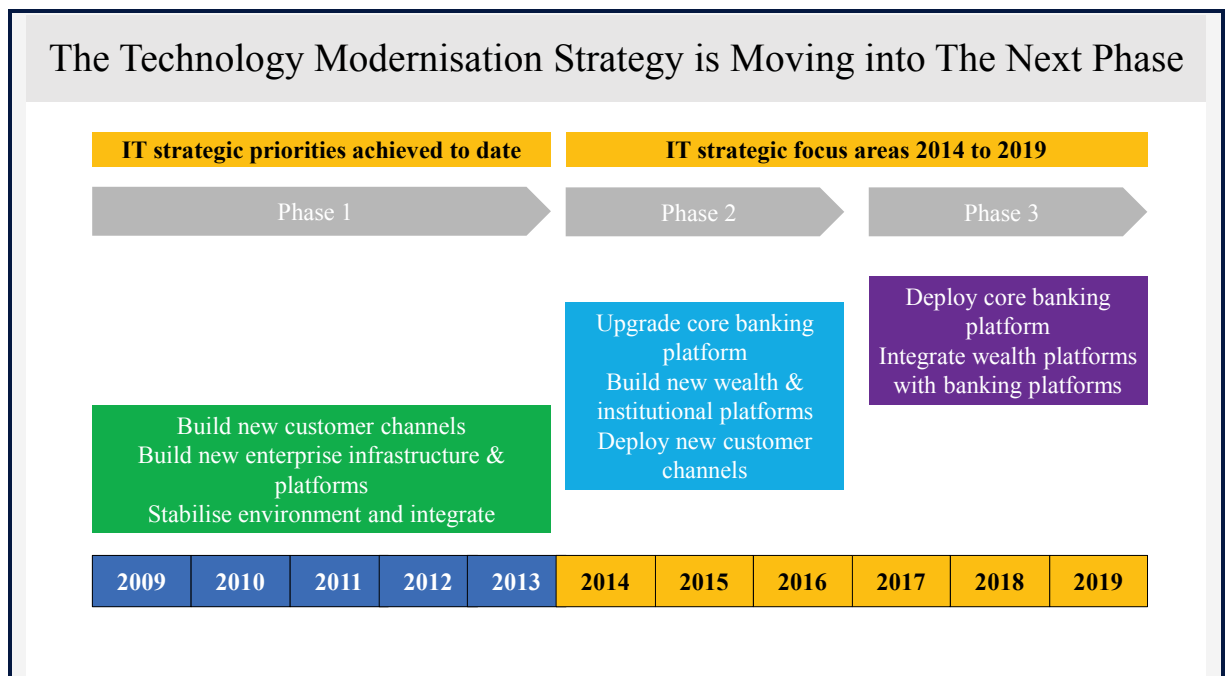 The Technology Modernisation Strategy is Moving into The Next Phase
IT strategic priorities achieved to date
IT strategic focus areas 2014 to 2019
Phase 1
Phase 2
Phase 3
Build new customer channels
Build new enterprise infrastructure &
platforms
Stabilise environment and integrate
Upgrade core banking
platform
Build new wealth &
institutional platforms
Deploy new customer
channels
Deploy core banking
platform
Integrate wealth platforms
with banking platforms
2009 2010 2011 2012 2013 2014 2015 2016 2017 2018 2019